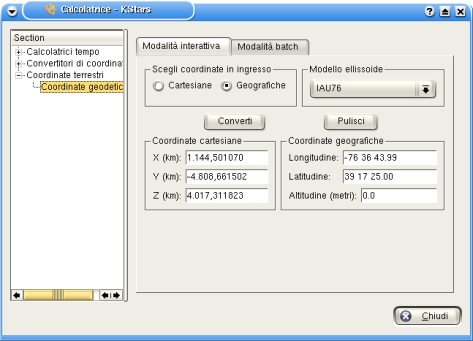 Calcolatrice - KStars
Section
Calcolatrici tempo
Convertitori di coordina
Coordinate terrestri
Coordinate geodetic
Modalità interattiva
Modalità batch
Scegli coordinate in ingresso
Cartesiane
Geografiche
Modello ellissoide
IAU76
Converti
Pulisci
Coordinate cartesiane
X (km): 1.144,501070
Y (km): -4.808,661502
Z (km): 4.017,311823
Coordinate geografiche
Longitudine: -76 36 43.99
Latitudine: 39 17 25.00
Altitudine (metri): 0.0
Chiudi